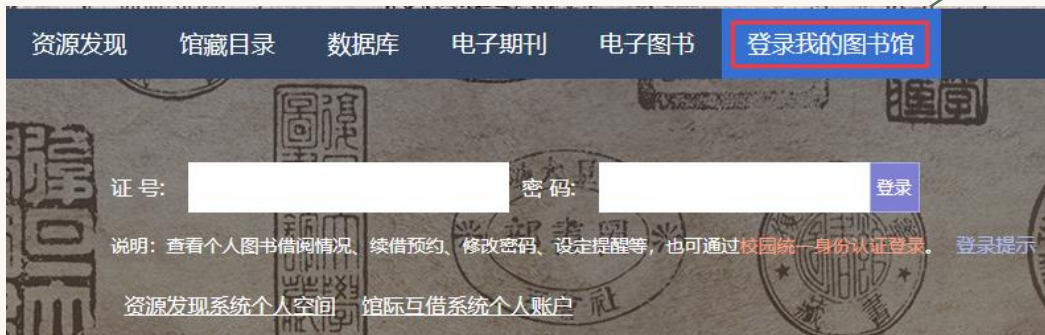 资源发现 馆藏目录 数据库 电子期刊 电子图书 登录我的图书馆
证 号: 密 码: 登录
说明：查看个人图书借阅情况、续借预约、修改密码、设定提醒等，也可通过校园统一身份认证登录。 登录提示
资源发现系统个人空间 馆际互借系统个人账户